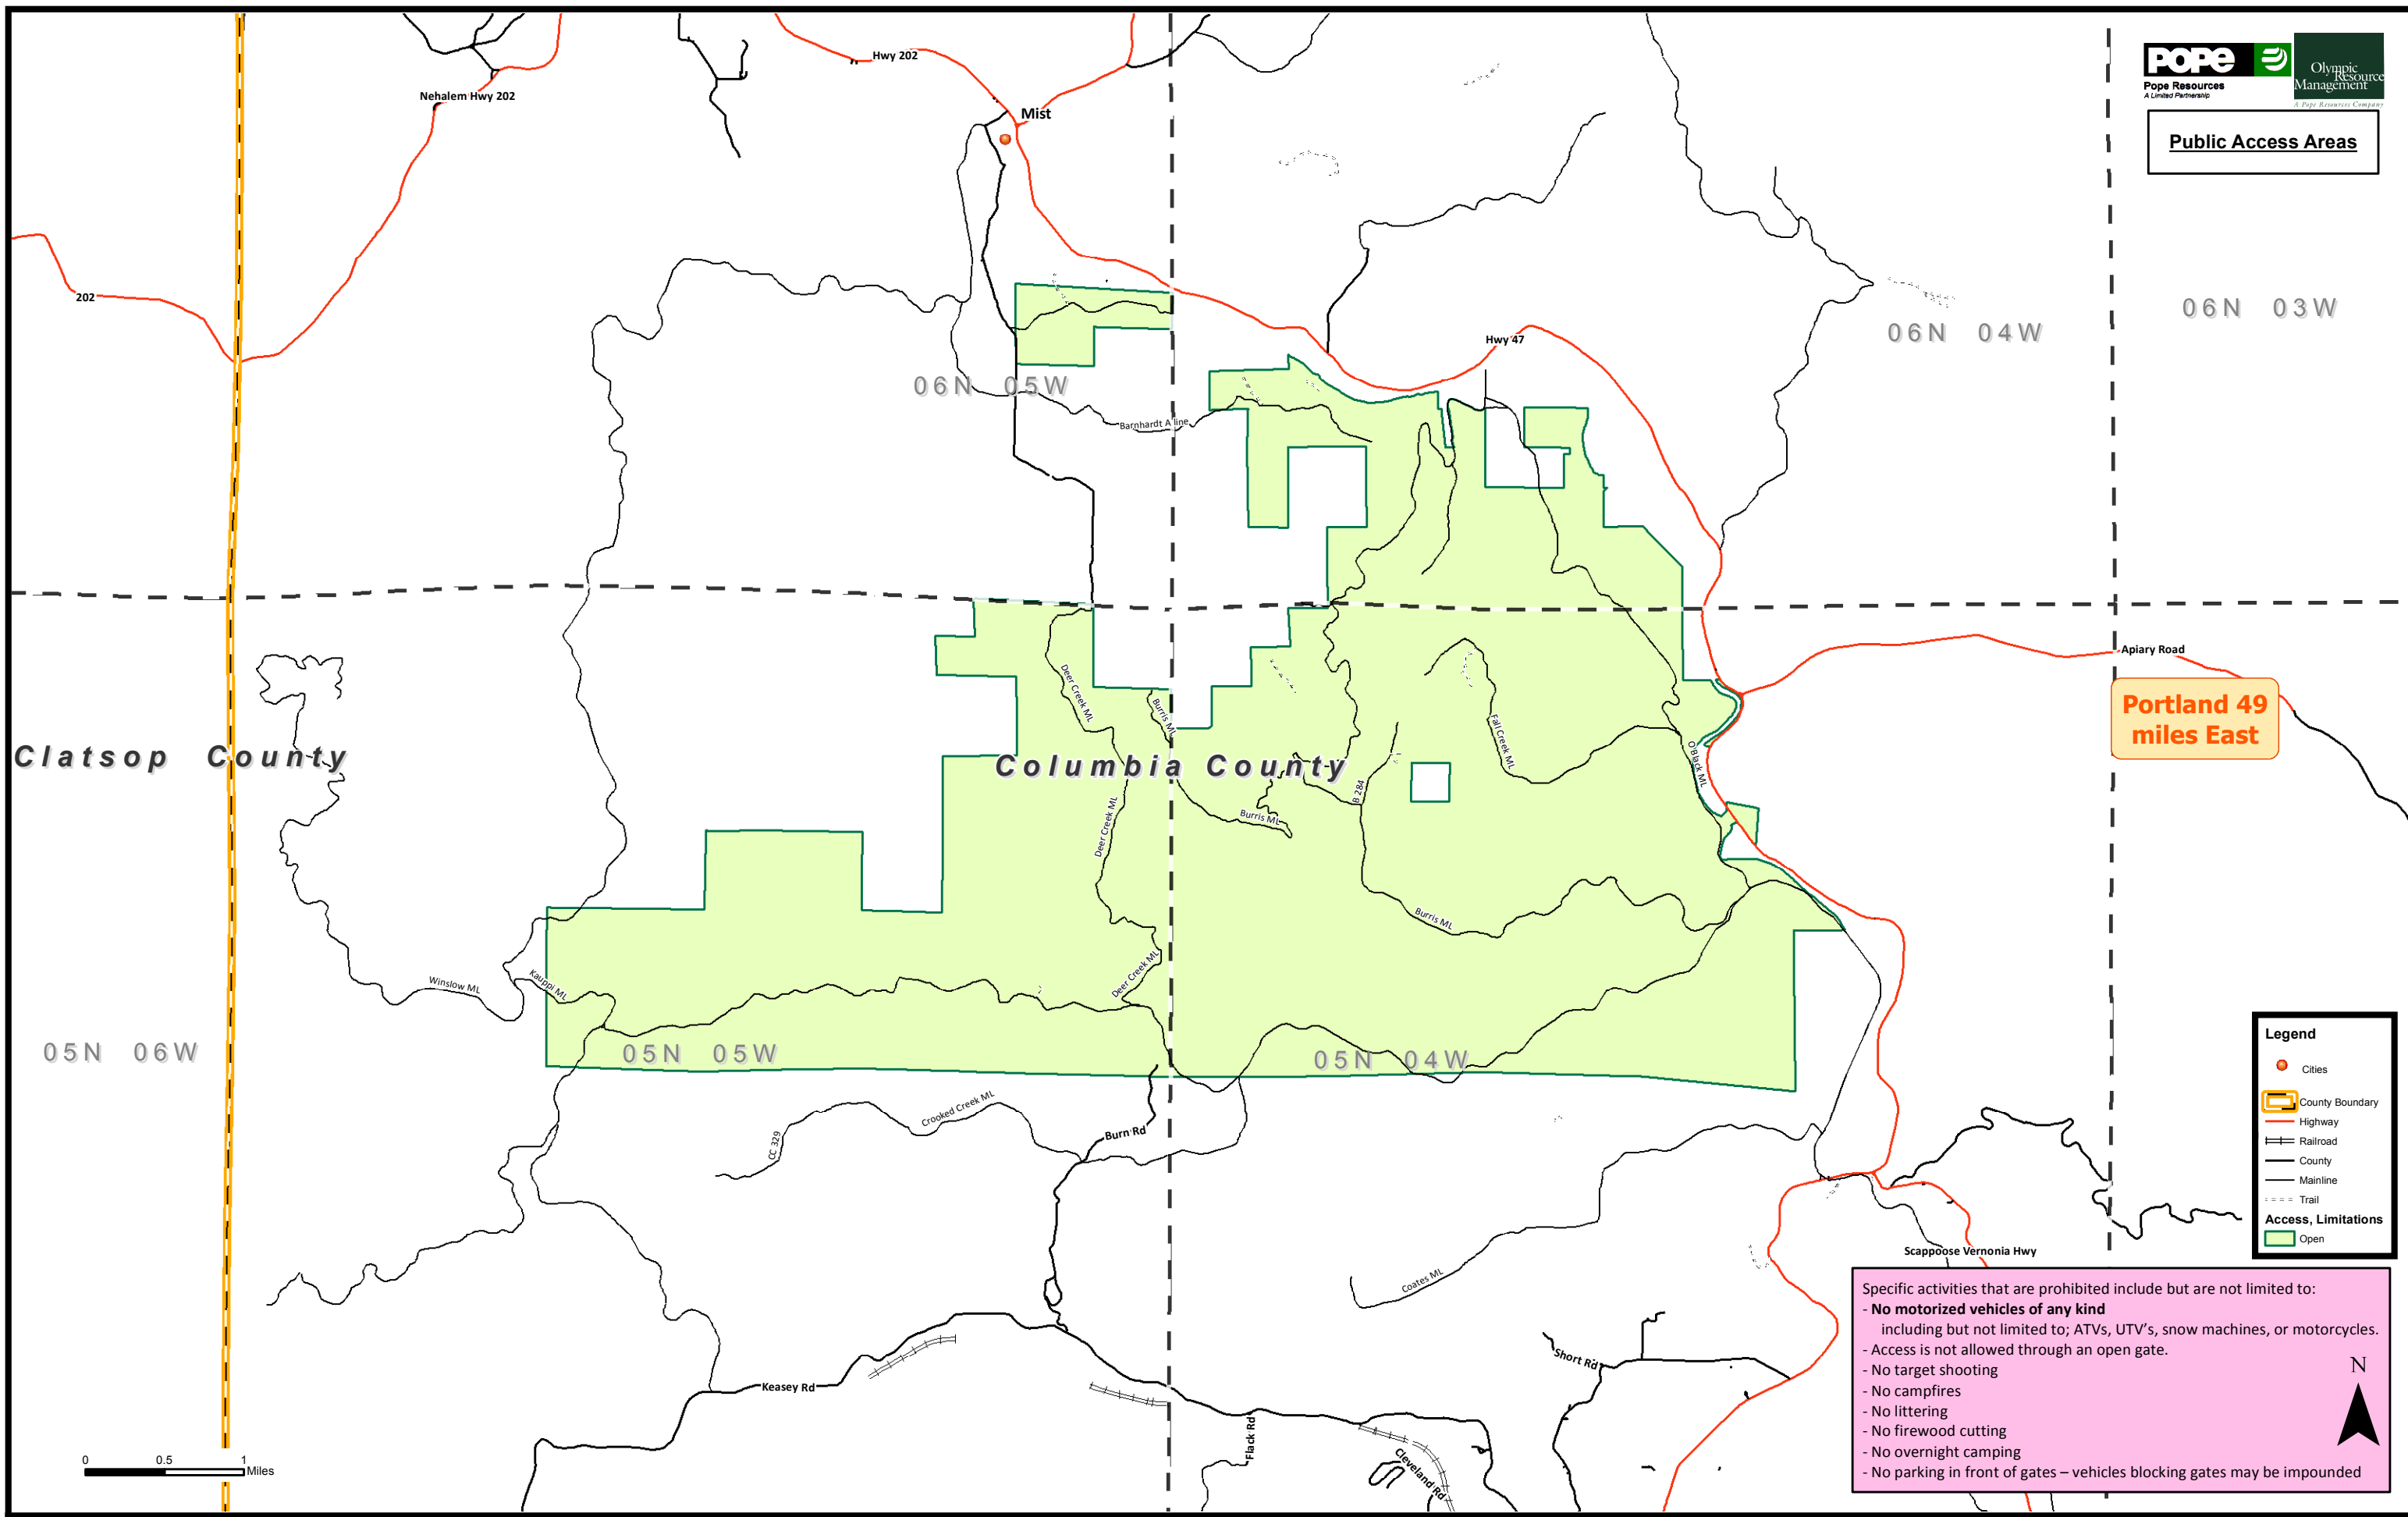 Hwy 202
Nehalem Hwy 202
Mist
202
POPE
Pope Resources
A Limited Partnership
Olympic
Resource
Management
A Pope Resources Company
Public Access Areas
06N 03W
06N 04W
Hwy 47
06N 05W
Barnhardt A line
Apiary Road
Portland 49
miles East
Deer Creek ML
Burris ML
Fall Creek ML
O'Black ML
Clatsop County
Columbia County
B 284
Burris ML
Deer Creek ML
Burris ML
Deer Creek ML
Kauppi ML
Winslow ML
05N 06W
05N 05W
05N 04W
Crooked Creek ML
CC 329
Burn Rd
Coates ML
Scappoose Vernonia Hwy
Short Rd
Keasey Rd
Flack Rd
Cleveland Rd
Legend
Cities
County Boundary
Highway
Railroad
County
Mainline
Trail
Access, Limitations
Open
Specific activities that are prohibited include but are not limited to:
- No motorized vehicles of any kind
including but not limited to; ATVs, UTV's, snow machines, or motorcycles.
- Access is not allowed through an open gate.
- No target shooting
- No campfires
- No littering
- No firewood cutting
- No overnight camping
- No parking in front of gates – vehicles blocking gates may be impounded
N
0 0.5 1
Miles